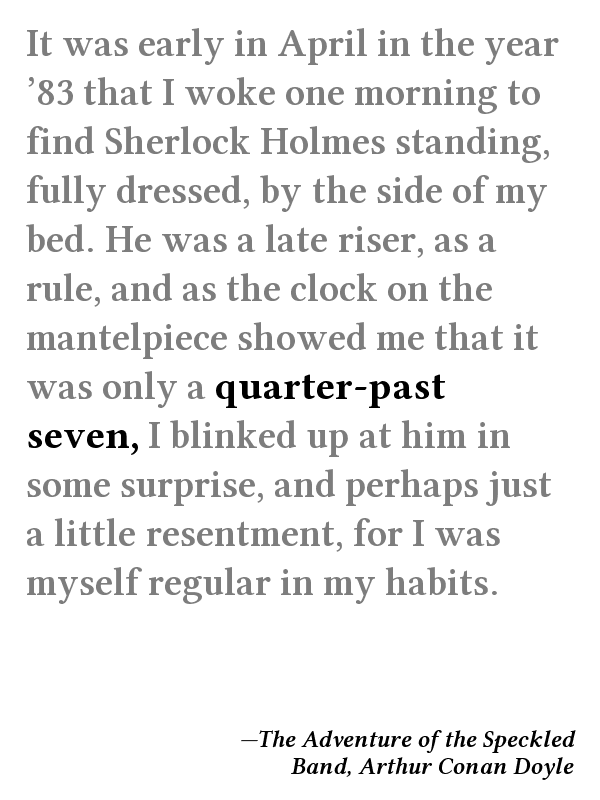 It was early in April in the year
’83 that I woke one morning to
find Sherlock Holmes standing,
fully dressed, by the side of my
bed. He was a late riser, as a
rule, and as the clock on the
mantelpiece showed me that it
was only a quarter-past
seven, I blinked up at him in
some surprise, and perhaps just
a little resentment, for I was
myself regular in my habits.
—The Adventure of the Speckled
Band, Arthur Conan Doyle